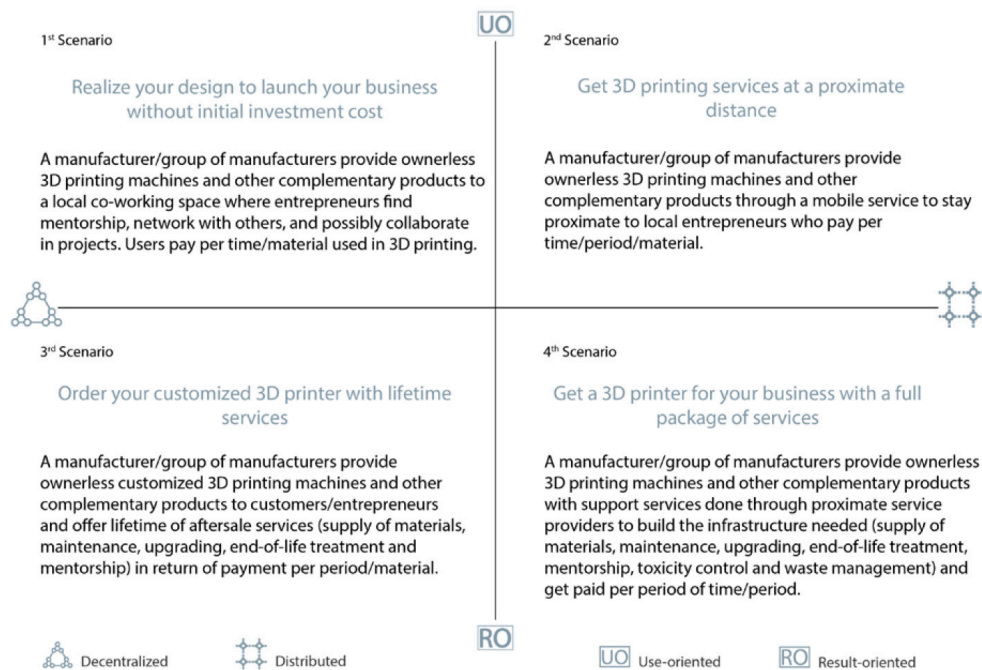 UO
1st Scenario
Realize your design to launch your business
without initial investment cost
A manufacturer/group of manufacturers provide ownerless
3D printing machines and other complementary products to
a local co-working space where entrepreneurs find
mentorship, network with others, and possibly collaborate
in projects. Users pay per time/material used in 3D printing.
2nd Scenario
Get 3D printing services at a proximate
distance
A manufacturer/group of manufacturers provide
ownerless 3D printing machines and other
complementary products through a mobile service to stay
proximate to local entrepreneurs who pay per
time/period/material.
3rd Scenario
Order your customized 3D printer with lifetime
services
A manufacturer/group of manufacturers provide
ownerless customized 3D printing machines and other
complementary products to customers/entrepreneurs
and offer lifetime of aftersale services (supply of materials,
maintenance, upgrading, end-of-life treatment and
mentorship) in return of payment per period/material.
4th Scenario
Get a 3D printer for your business with a full
package of services
A manufacturer/group of manufacturers provide ownerless
3D printing machines and other complementary products
with support services done through proximate service
providers to build the infrastructure needed (supply of
materials, maintenance, upgrading, end-of-life treatment,
mentorship, toxicity control and waste management) and
get paid per period of time/period.
RO
Decentralized
Distributed
UO Use-oriented
RO Result-oriented